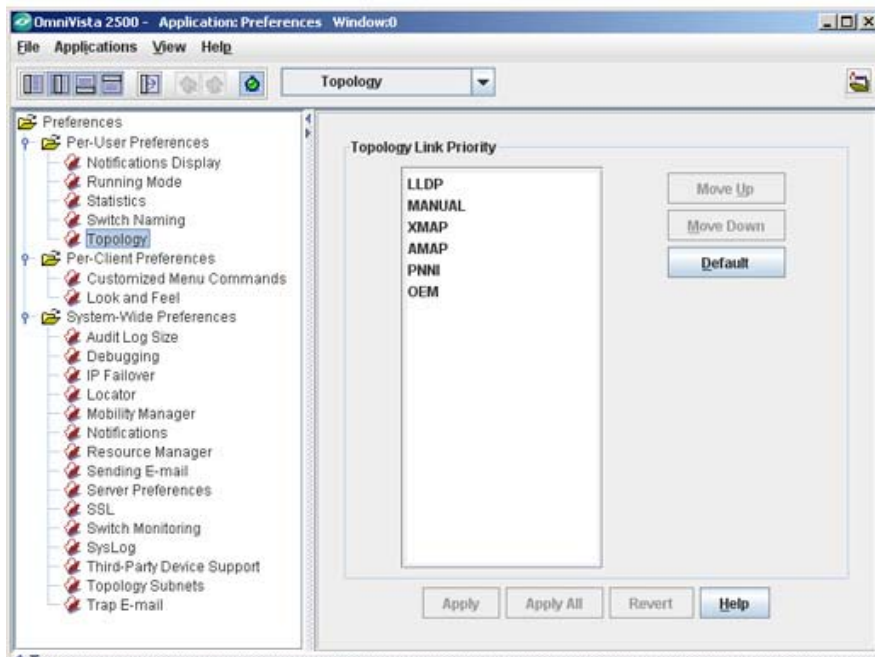 OmniVista 2500 - Application: Preferences Window:0
File Applications View Help
Topology
Preferences
Per-User Preferences
Notifications Display
Running Mode
Statistics
Switch Naming
Topology
Per-Client Preferences
Customized Menu Commands
Look and Feel
System-Wide Preferences
Audit Log Size
Debugging
IP Failover
Locator
Mobility Manager
Notifications
Resource Manager
Sending E-mail
Server Preferences
SSL
Switch Monitoring
SysLog
Third-Party Device Support
Topology Subnets
Trap E-mail
Topology Link Priority
LLDP
MANUAL
XMAP
AMAP
PNNI
OEM
Move Up
Move Down
Default
Apply Apply All Revert Help